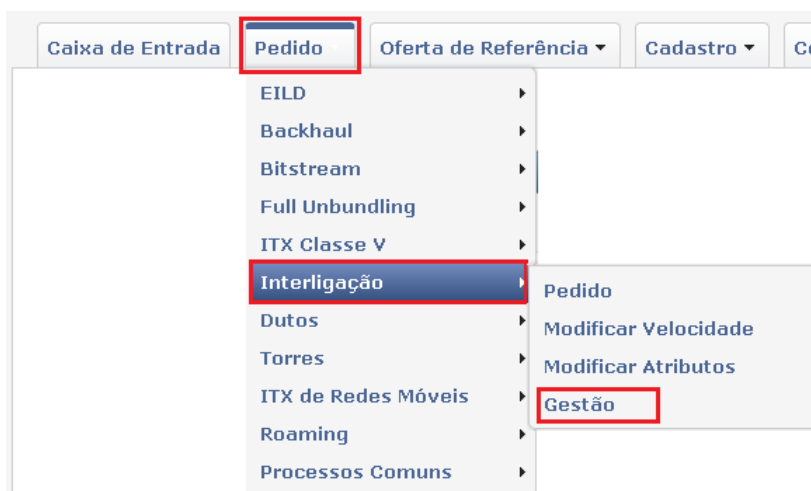 Caixa de Entrada Pedido Oferta de Referência Cadastro
EILD
Backhaul
Bitstream
Full Unbundling
ITX Classe V
Interligação
Pedido
Dutos
Modificar Velocidade
Torres
Modificar Atributos
ITX de Redes Móveis
Gestão
Roaming
Processos Comuns